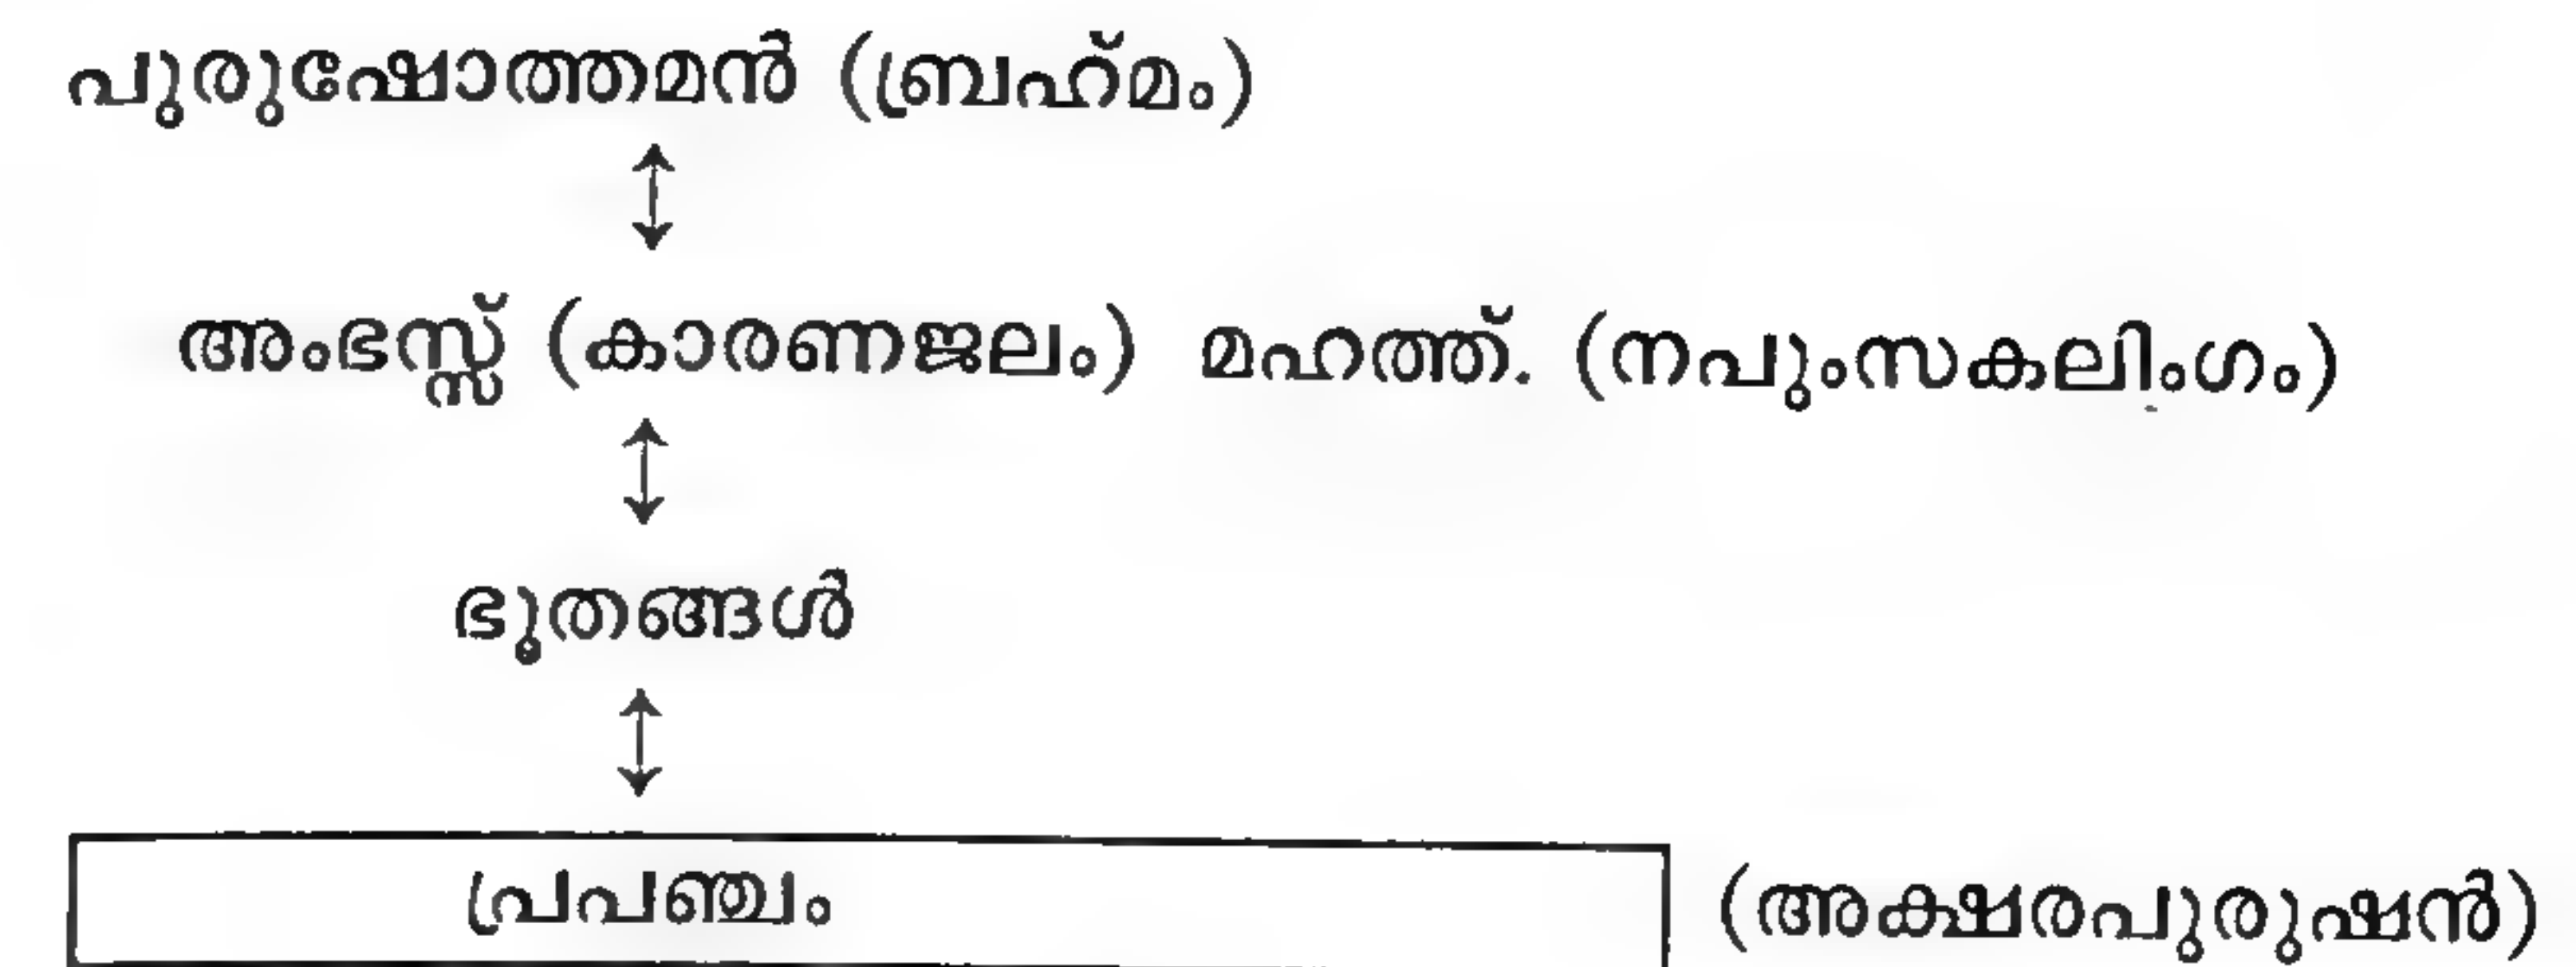 പുരുഷോത്തമൻ (ബ്രഹ്‌മം)
അംഭസ്സ് (കാരണജലം) മഹത്ത്. (നപുംസകലിംഗം)
ഭൂതങ്ങൾ
പ്രപഞ്ചം (അക്ഷരപുരുഷൻ)